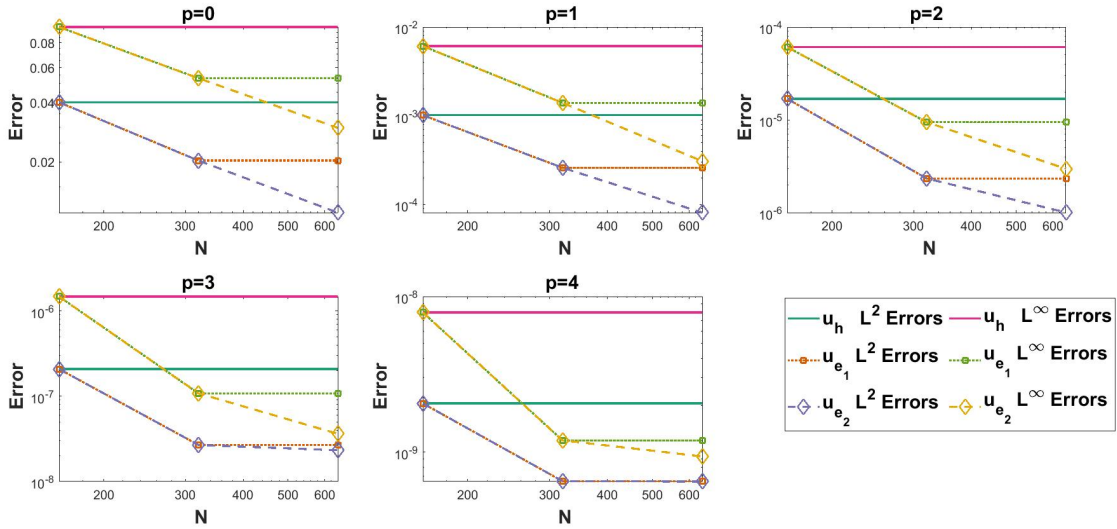 p=0
0.08
0.06
0.04
0.02
Error
200 300 400 500 600
N
p=1
10^-2
10^-3
10^-4
Error
200 300 400 500 600
N
p=2
10^-4
10^-5
10^-6
Error
200 300 400 500 600
N
p=3
10^-6
10^-7
10^-8
Error
200 300 400 500 600
N
p=4
10^-8
10^-9
Error
200 300 400 500 600
N
u_h L^2 Errors
u_h L^∞ Errors
u_e_1 L^2 Errors
u_e_1 L^∞ Errors
u_e_2 L^2 Errors
u_e_2 L^∞ Errors